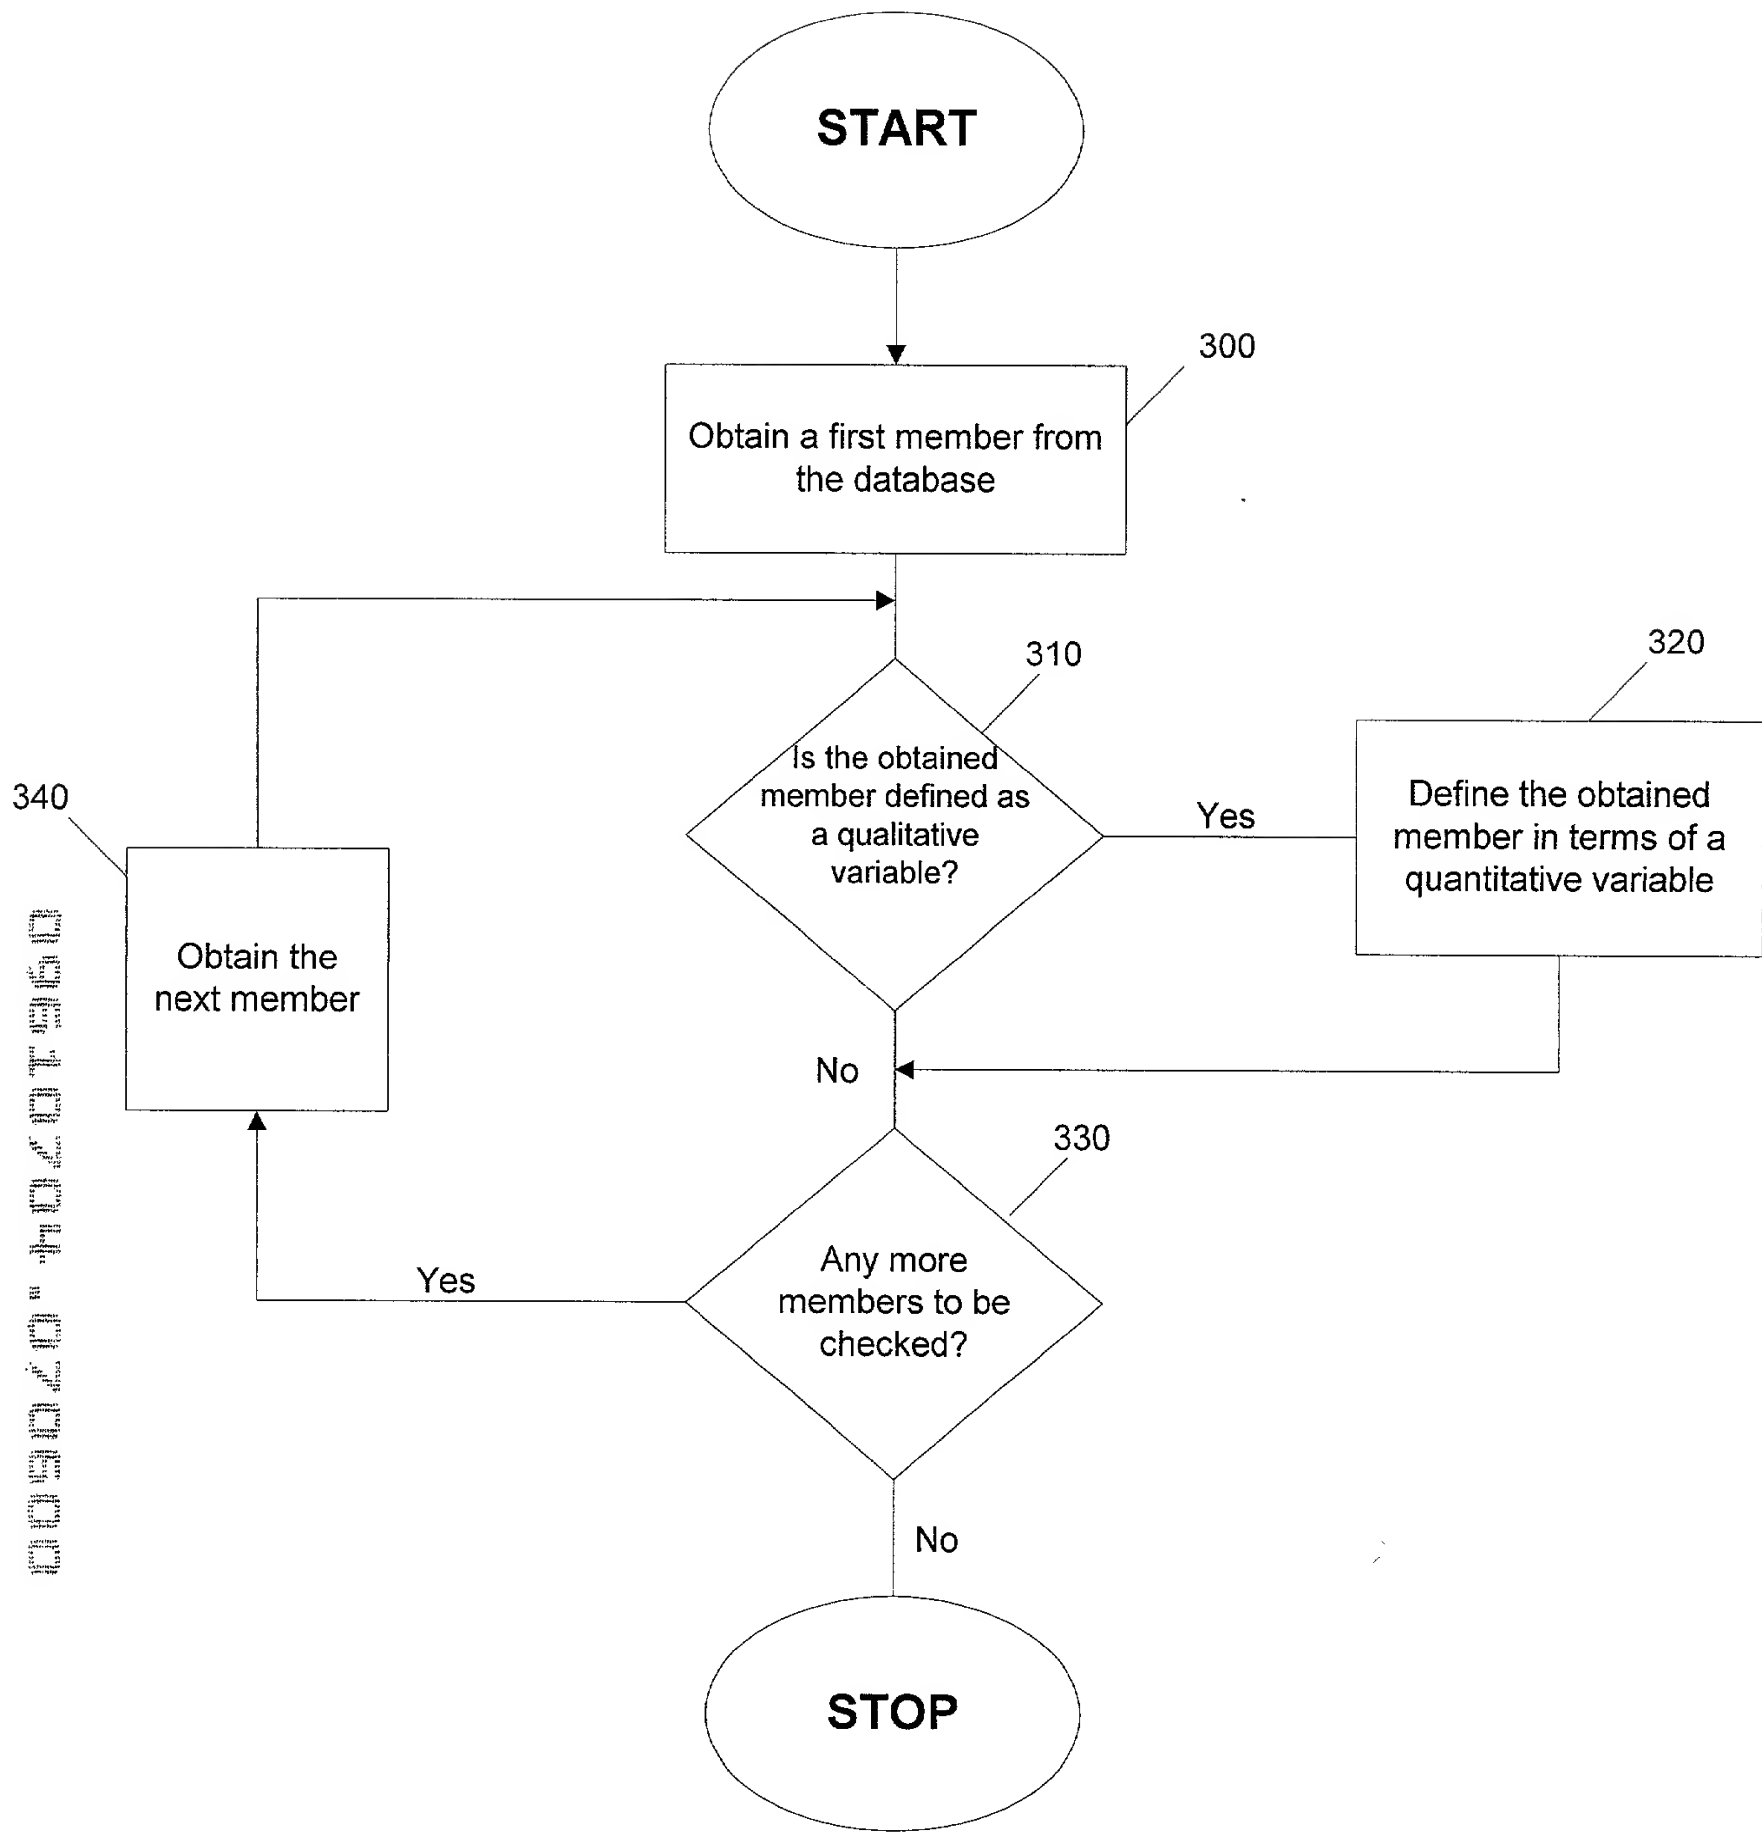 START
300
Obtain a first member from
the database
310
Is the obtained
member defined as
a qualitative
variable?
Yes
320
Define the obtained
member in terms of a
quantitative variable
340
Obtain the
next member
No
330
Any more
members to be
checked?
Yes
No
STOP